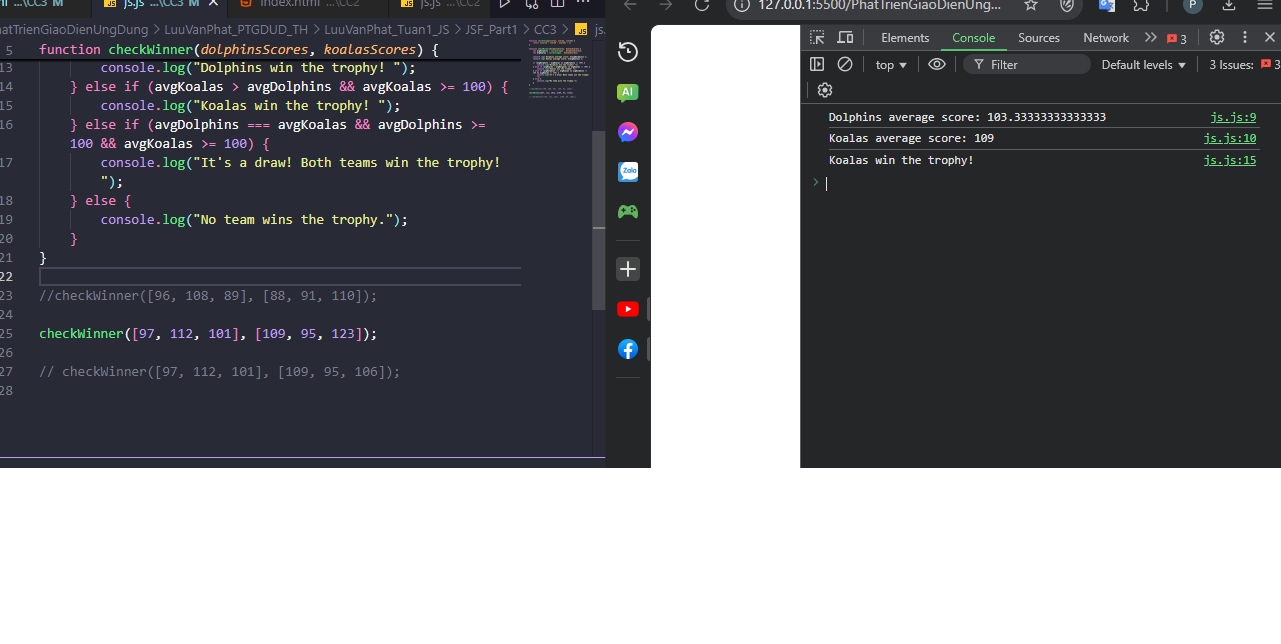 ...\CC3 M
js.js ...\CC3 M
index.html ...\CC2
js.js ...\CC2
hatTrienGiaoDienUngDung > LuuVanPhat_PTGDUD_TH > LuuVanPhat_Tuan1_JS > JSF_Part1 > CC3 > JS js.
5 function checkWinner(dolphinsScores, koalasScores) {
13 console.log("Dolphins win the trophy! ");
14 } else if (avgKoalas > avgDolphins && avgKoalas >= 100) {
15 console.log("Koalas win the trophy! ");
16 } else if (avgDolphins === avgKoalas && avgDolphins >=
100 && avgKoalas >= 100) {
17 console.log("It's a draw! Both teams win the trophy!
");
18 } else {
19 console.log("No team wins the trophy.");
20 }
21 }
22
23 //checkWinner([96, 108, 89], [88, 91, 110]);
24
25 checkWinner([97, 112, 101], [109, 95, 123]);
26
27 // checkWinner([97, 112, 101], [109, 95, 106]);
28
AI
Zalo
127.0.0.1:5500/PhatTrienGiaoDienUng...
P
Elements Console Sources Network 3
top Filter Default levels 3 Issues: 3
Dolphins average score: 103.33333333333333 js.js:9
Koalas average score: 109 js.js:10
Koalas win the trophy! js.js:15